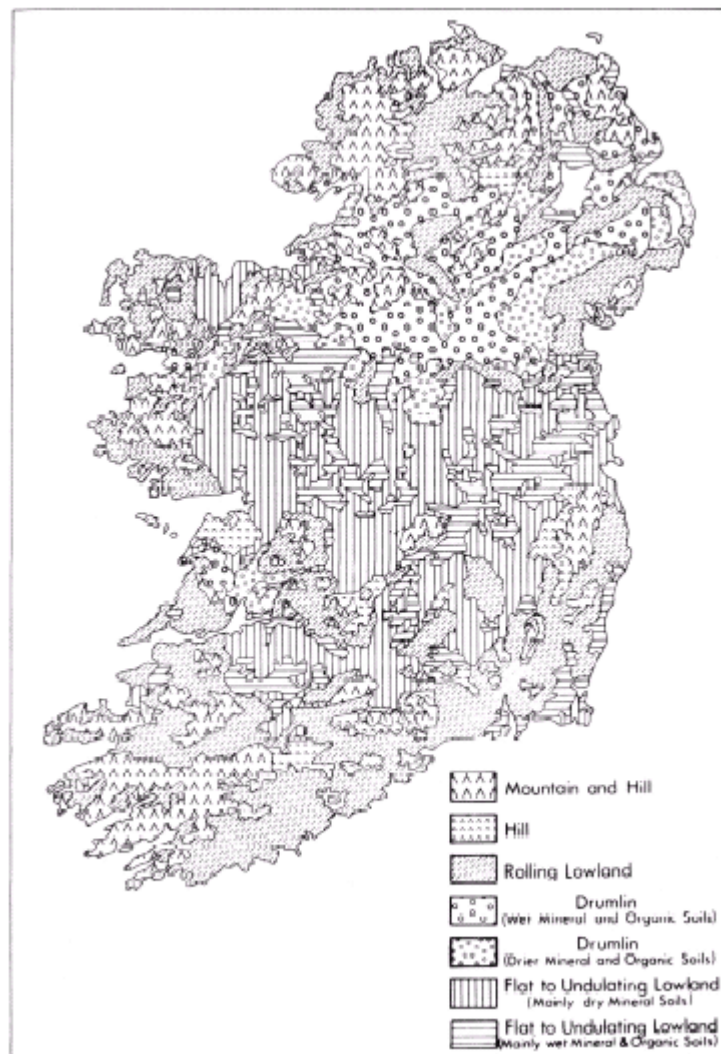 Mountain and Hill
Hill
Rolling Lowland
Drumlin
(Wet Mineral and Organic Soils)
Drumlin
(Drier Mineral and Organic Soils)
Flat to Undulating Lowland
(Mainly dry Mineral Soils)
Flat to Undulating Lowland
(Mainly wet Mineral & Organic Soils)